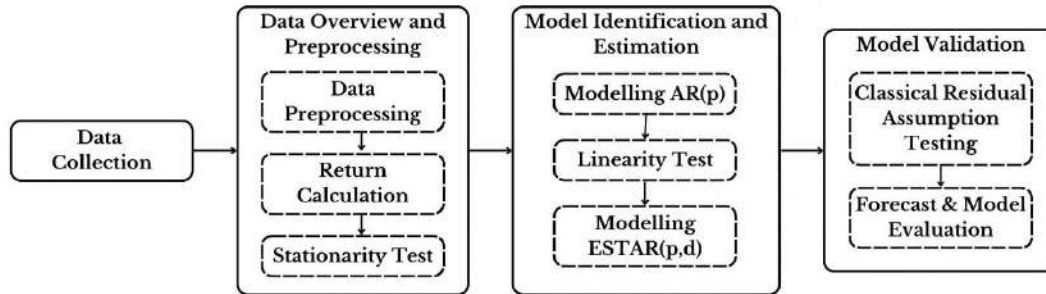 Data
Collection
Data Overview and
Preprocessing
Data
Preprocessing
Return
Calculation
Stationarity Test
Model Identification and
Estimation
Modelling AR(p)
Linearity Test
Modelling
ESTAR(p,d)
Model Validation
Classical Residual
Assumption
Testing
Forecast & Model
Evaluation